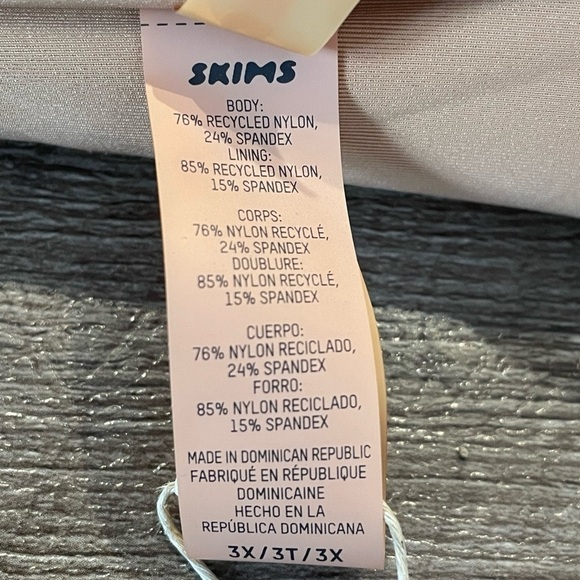 SKIMS
BODY:
76% RECYCLED NYLON,
24% SPANDEX
LINING:
85% RECYCLED NYLON,
15% SPANDEX
CORPS:
76% NYLON RECYCLÉ,
24% SPANDEX
DOUBLURE:
85% NYLON RECYCLÉ,
15% SPANDEX
CUERPO:
76% NYLON RECICLADO,
24% SPANDEX
FORRO:
85% NYLON RECICLADO,
15% SPANDEX
MADE IN DOMINICAN REPUBLIC
FABRIQUÉ EN RÉPUBLIQUE
DOMINICAINE
HECHO EN LA
REPÚBLICA DOMINICANA
3X/3T/3X